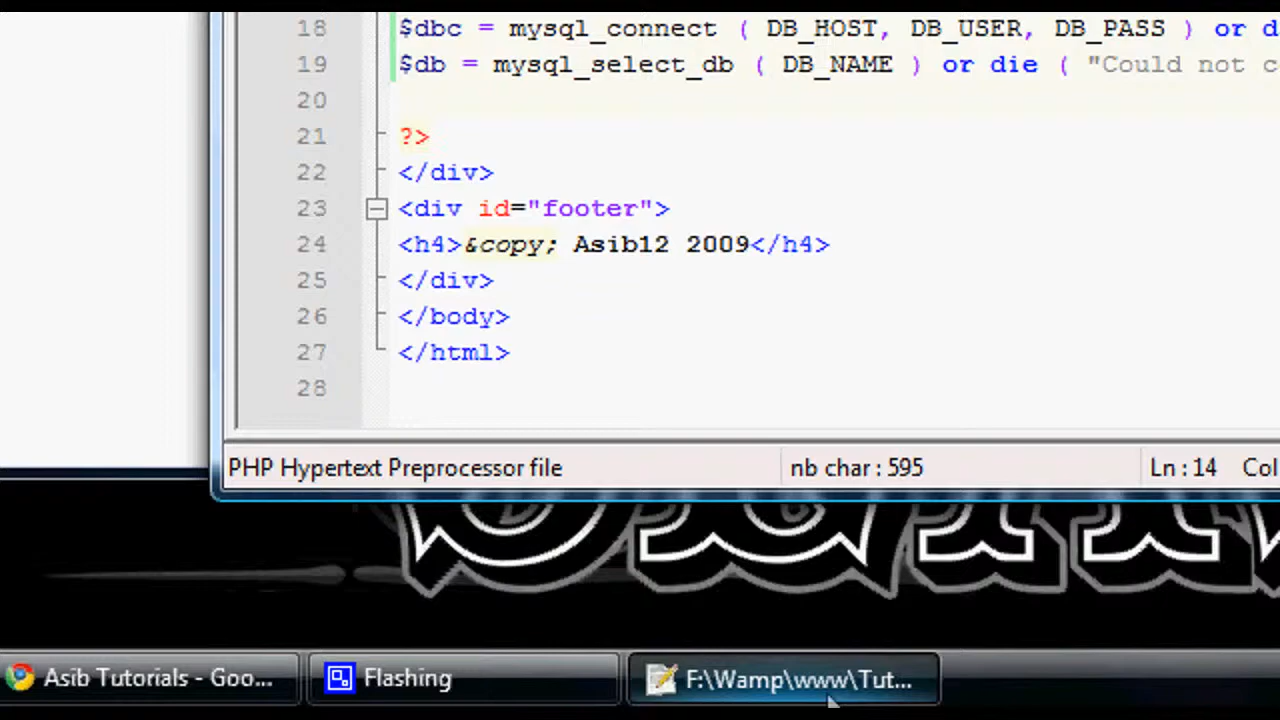 18 $dbc = mysql_connect ( DB_HOST, DB_USER, DB_PASS ) or d
19 $db = mysql_select_db ( DB_NAME ) or die ( "Could not c
20
21 ?>
22 </div>
23 <div id="footer">
24 <h4>&copy; Asib12 2009</h4>
25 </div>
26 </body>
27 </html>
28
PHP Hypertext Preprocessor file nb char : 595 Ln : 14 Col
Asib Tutorials - Goo... Flashing F:\Wamp\www\Tut...